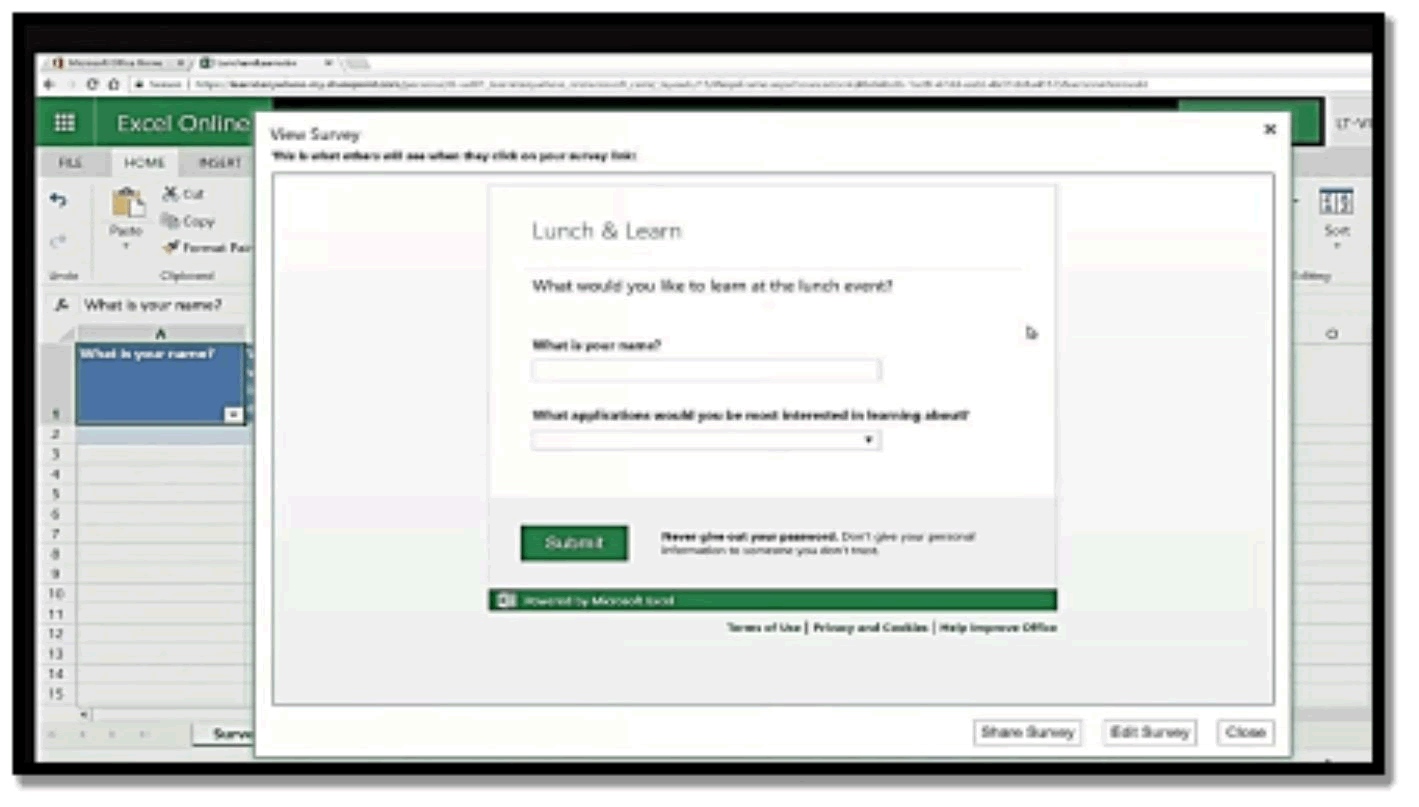 Microsoft Office Home
Excel Online
LT-VI
FILE
HOME
INSERT
Cut
Copy
Paste
Format Pain
Undo
Clipboard
Sort
Editing
fx What is your name?
A
O
What is your name?
1
2
3
4
5
6
7
8
9
10
11
12
13
14
15
Surve
View Survey
This is what others will see when they click on your survey link:
Lunch & Learn
What would you like to learn at the lunch event?
What is your name?
What applications would you be most interested in learning about?
Submit
Never give out your password. Don't give your personal
information to someone you don't trust.
Powered by Microsoft Excel
Terms of Use | Privacy and Cookies | Help Improve Office
Share Survey
Edit Survey
Close